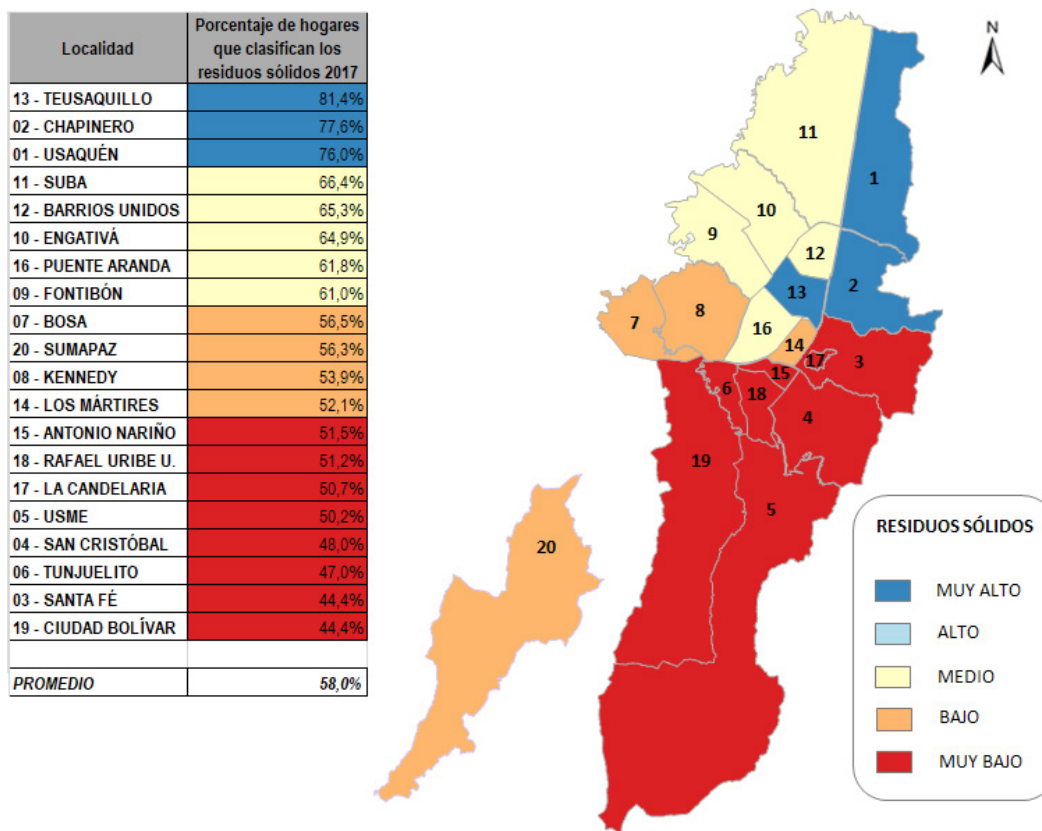 Localidad
Porcentaje de hogares
que clasifican los
residuos sólidos 2017
13 - TEUSAQUILLO 81,4%
02 - CHAPINERO 77,6%
01 - USAQUÉN 76,0%
11 - SUBA 66,4%
12 - BARRIOS UNIDOS 65,3%
10 - ENGATIVÁ 64,9%
16 - PUENTE ARANDA 61,8%
09 - FONTIBÓN 61,0%
07 - BOSA 56,5%
20 - SUMAPAZ 56,3%
08 - KENNEDY 53,9%
14 - LOS MÁRTIRES 52,1%
15 - ANTONIO NARIÑO 51,5%
18 - RAFAEL URIBE U. 51,2%
17 - LA CANDELARIA 50,7%
05 - USME 50,2%
04 - SAN CRISTÓBAL 48,0%
06 - TUNJUELITO 47,0%
03 - SANTA FÉ 44,4%
19 - CIUDAD BOLÍVAR 44,4%
PROMEDIO 58,0%
N
11
1
10
9
12
2
13
8
7
16
14
17
3
15
6
18
4
19
5
20
RESIDUOS SÓLIDOS
MUY ALTO
ALTO
MEDIO
BAJO
MUY BAJO